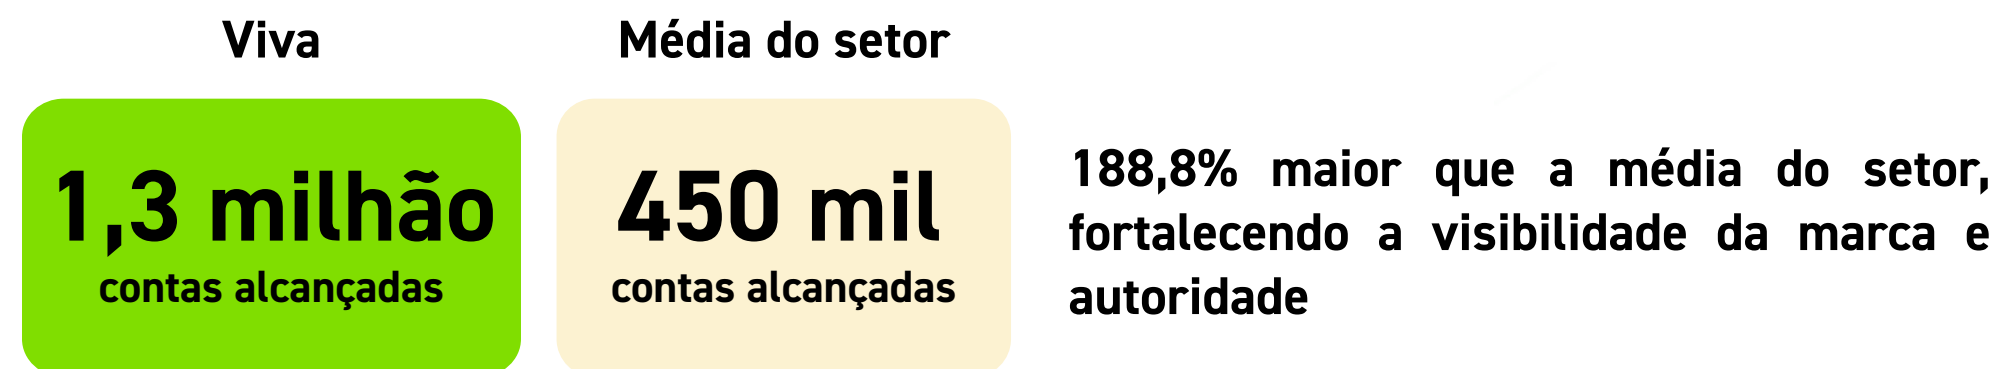 Viva
Média do setor
1,3 milhão
contas alcançadas
450 mil
contas alcançadas
188,8% maior que a média do setor,
fortalecendo a visibilidade da marca e
autoridade